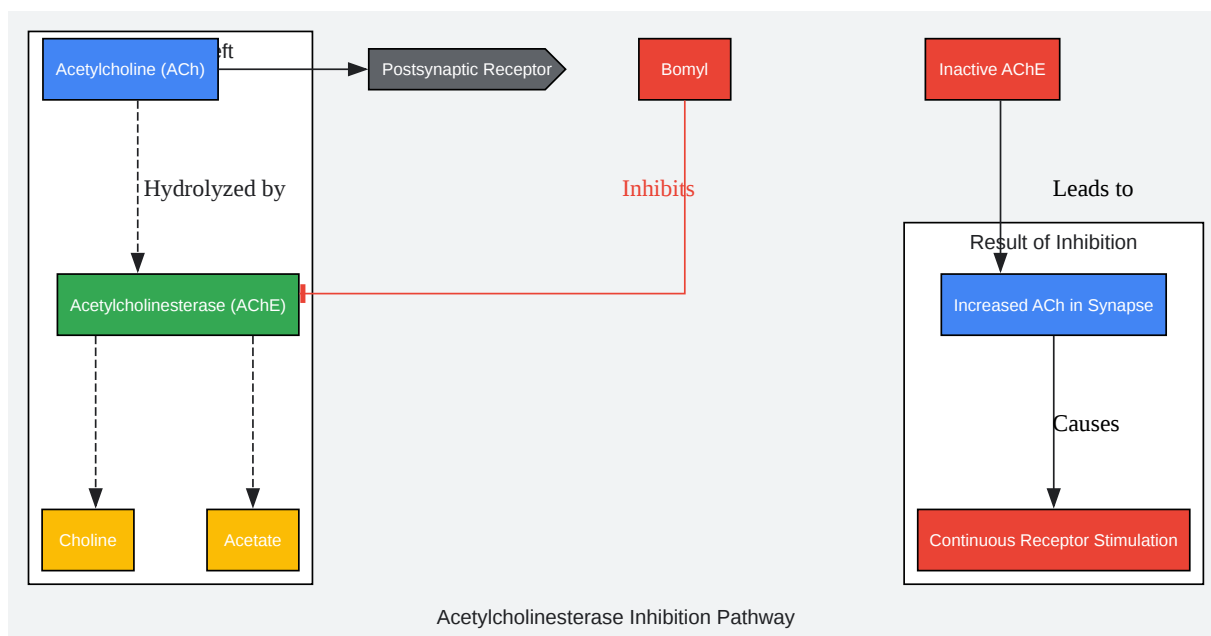 Acetylcholine (ACh)
Postsynaptic Receptor
Bomyl
Inactive AChE
Hydrolyzed by
Inhibits
Leads to
Result of Inhibition
Acetylcholinesterase (AChE)
Increased ACh in Synapse
Causes
Choline
Acetate
Continuous Receptor Stimulation
Acetylcholinesterase Inhibition Pathway